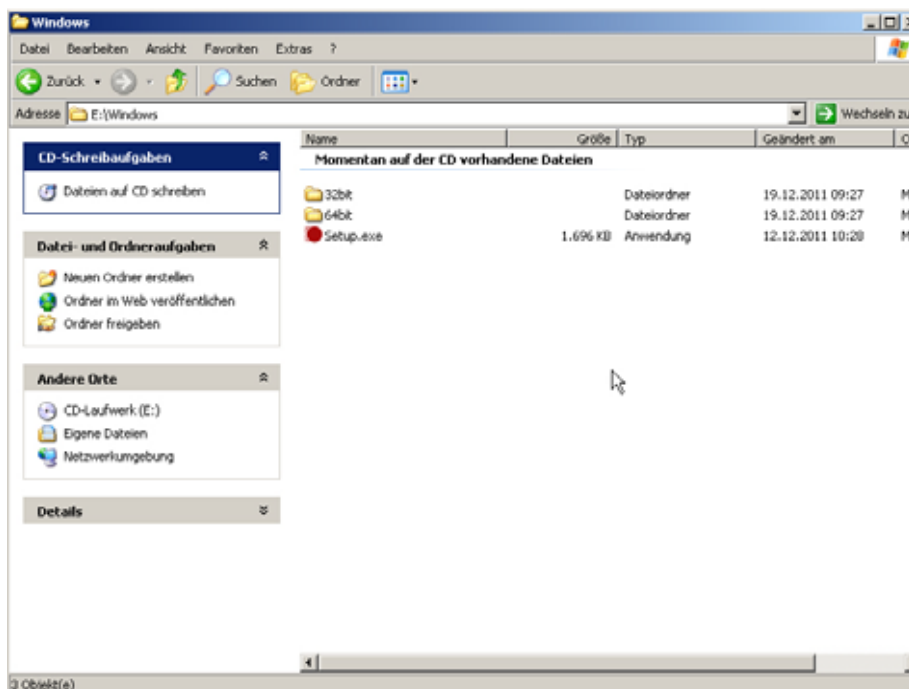 Windows
Datei Bearbeiten Ansicht Favoriten Extras ?
Zurück Suchen Ordner
Adresse E:\Windows Wechseln zu
Name Größe Typ Geändert am
CD-Schreibaufgaben
Momentan auf der CD vorhandene Dateien
Dateien auf CD schreiben
32bit Dateiordner 19.12.2011 09:27
64bit Dateiordner 19.12.2011 09:27
Setup.exe 1.696 KB Anwendung 12.12.2011 10:28
Datei- und Ordneraufgaben
Neuen Ordner erstellen
Ordner im Web veröffentlichen
Ordner freigeben
Andere Orte
CD-Laufwerk (E:)
Eigene Dateien
Netzwerkumgebung
Details
3 Objekt(e)